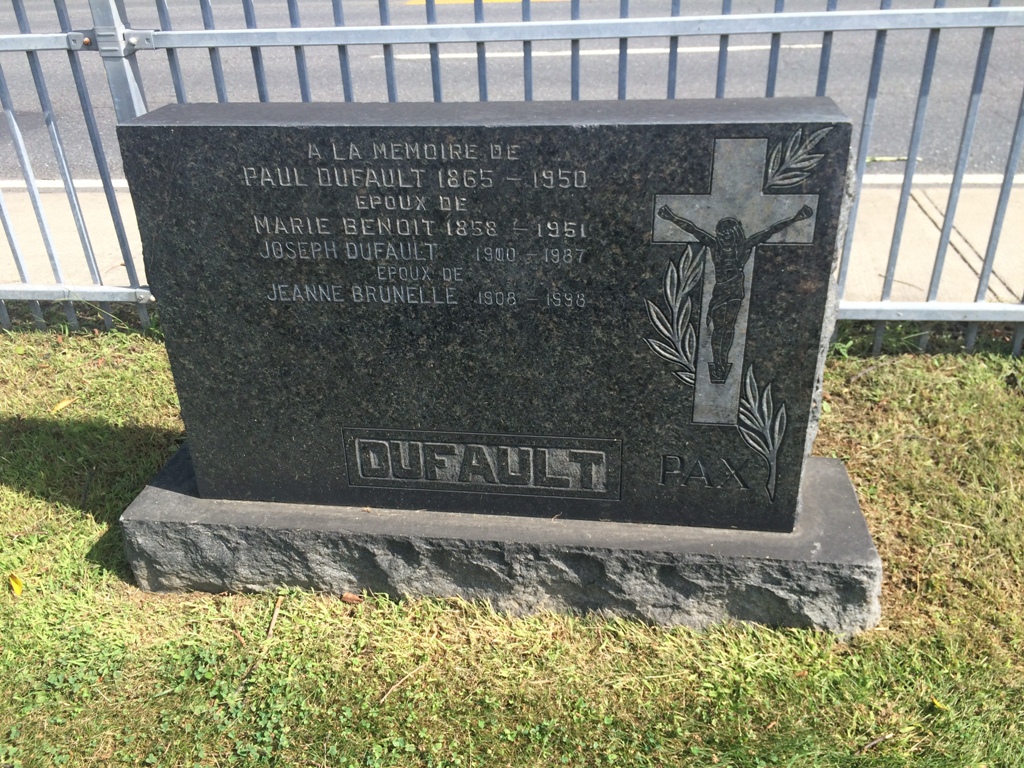 A LA MEMOIRE DE
PAUL DUFAULT 1865 - 1950
EPOUX DE
MARIE BENOIT 1858 - 1951
JOSEPH DUFAULT 1900 - 1987
EPOUX DE
JEANNE BRUNELLE 1908 - 1998
DUFAULT
PAX